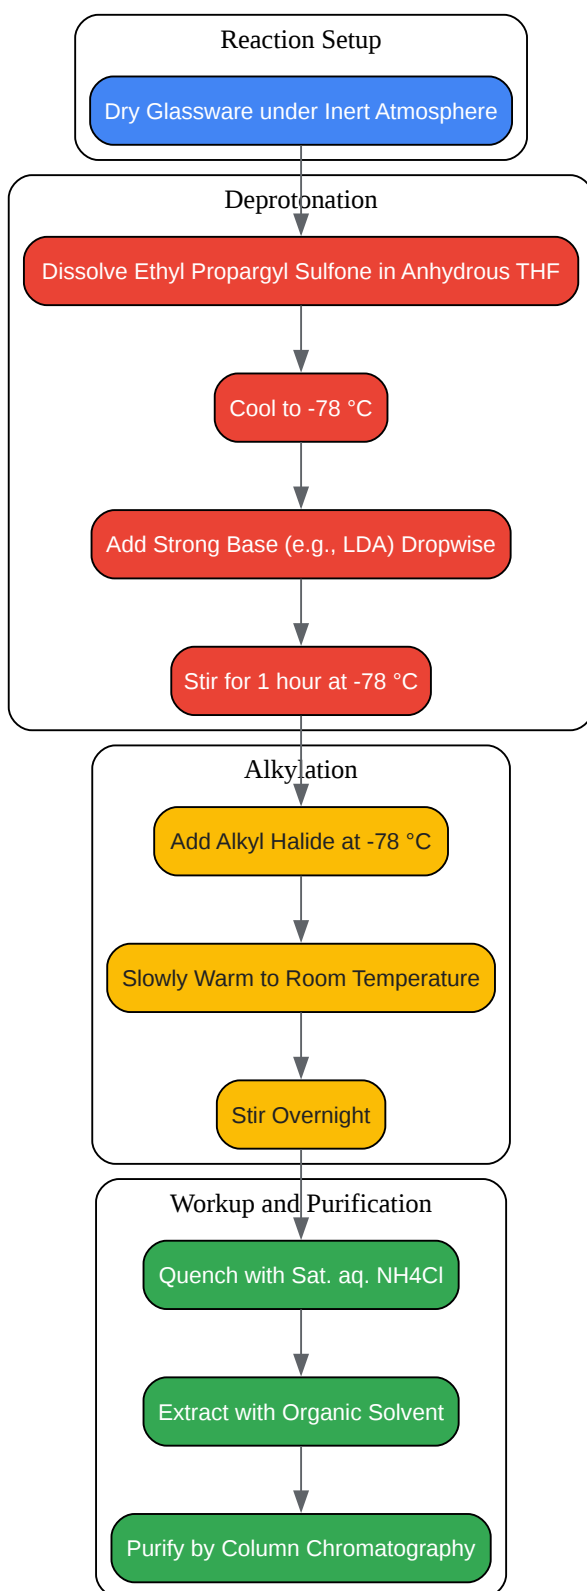 Reaction Setup
Dry Glassware under Inert Atmosphere
Deprotonation
Dissolve Ethyl Propargyl Sulfone in Anhydrous THF
Cool to -78 °C
Add Strong Base (e.g., LDA) Dropwise
Stir for 1 hour at -78 °C
Alkylation
Add Alkyl Halide at -78 °C
Slowly Warm to Room Temperature
Stir Overnight
Workup and Purification
Quench with Sat. aq. NH4Cl
Extract with Organic Solvent
Purify by Column Chromatography